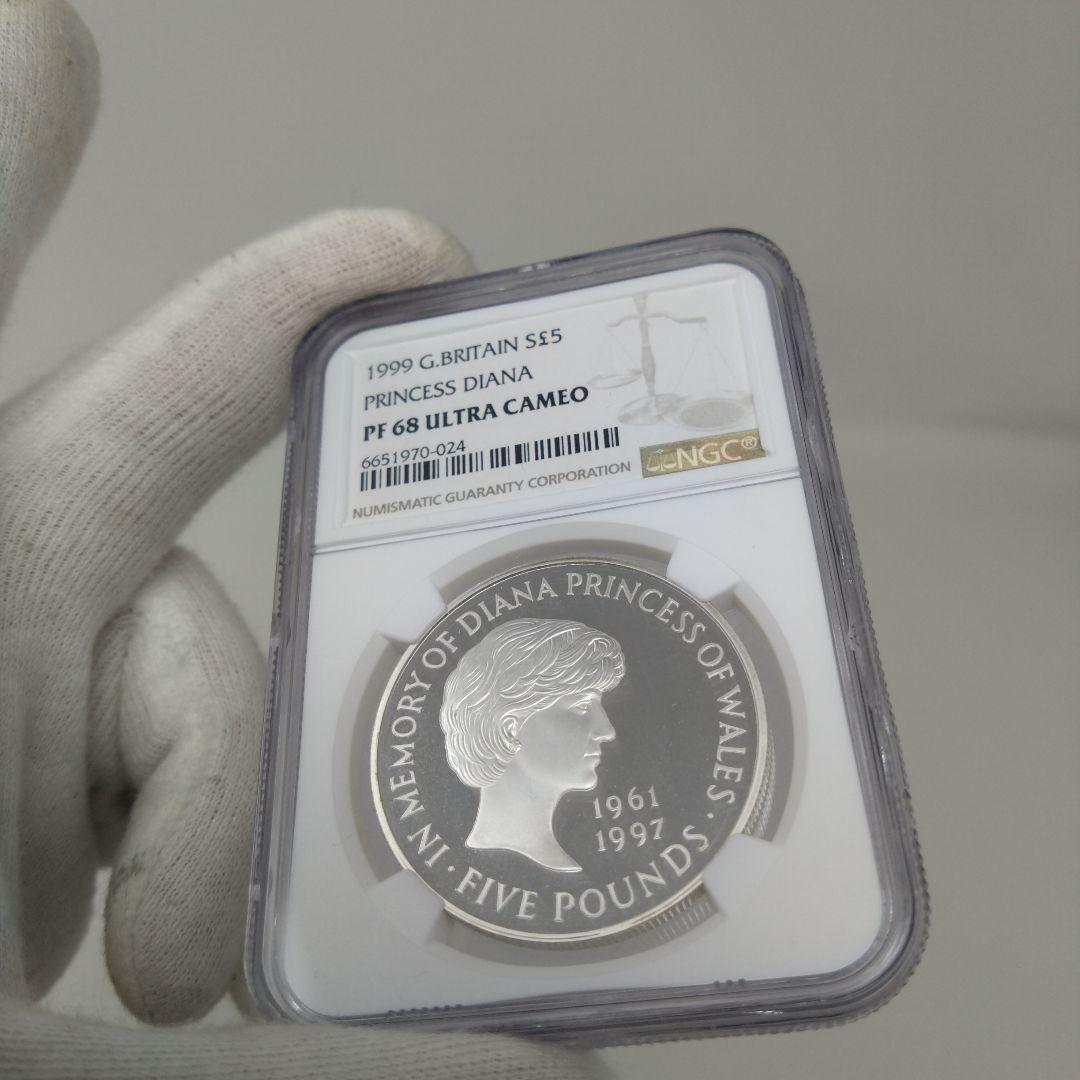 1999 G.BRITAIN S£5
PRINCESS DIANA
PF 68 ULTRA CAMEO
6651970-024
NGC®
NUMISMATIC GUARANTY CORPORATION
IN MEMORY OF DIANA PRINCESS OF WALES ·
1961
1997
· FIVE POUNDS